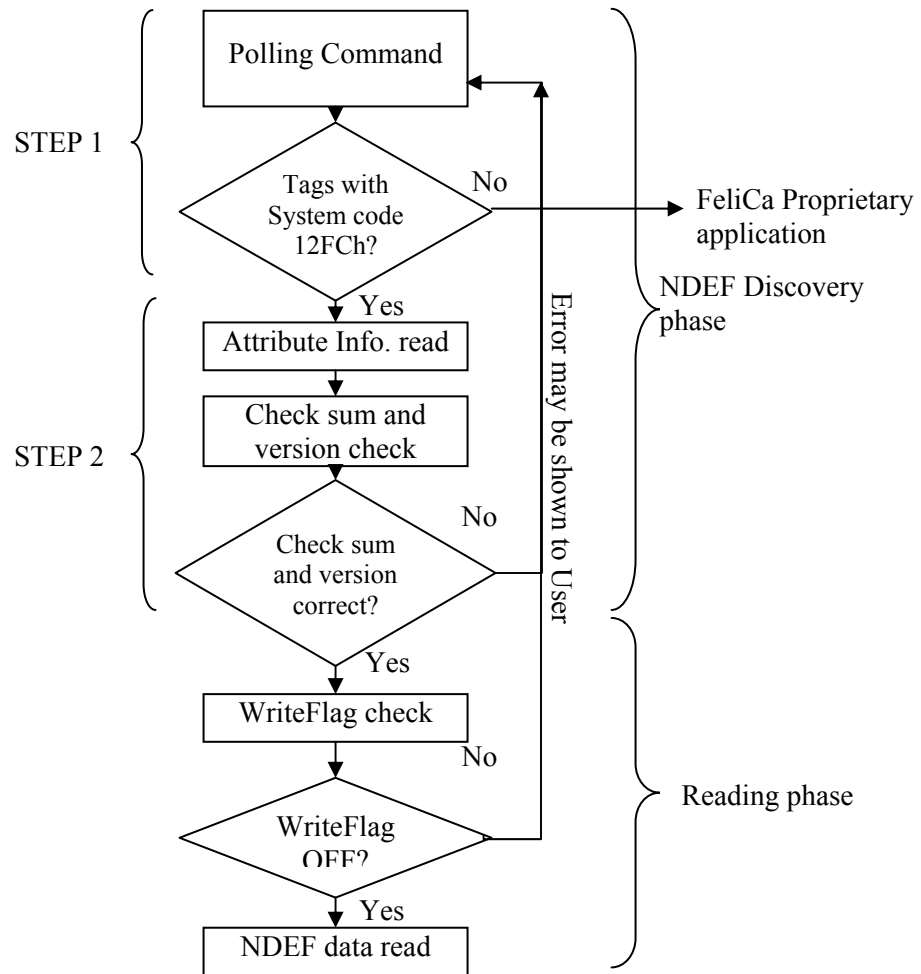 Polling Command
STEP 1
Tags with
System code
12FCh?
No
FeliCa Proprietary
application
NDEF Discovery
phase
Yes
Attribute Info. read
Error may be shown to User
Check sum and
version check
STEP 2
No
Check sum
and version
correct?
Yes
WriteFlag check
No
Reading phase
WriteFlag
OFF?
Yes
NDEF data read